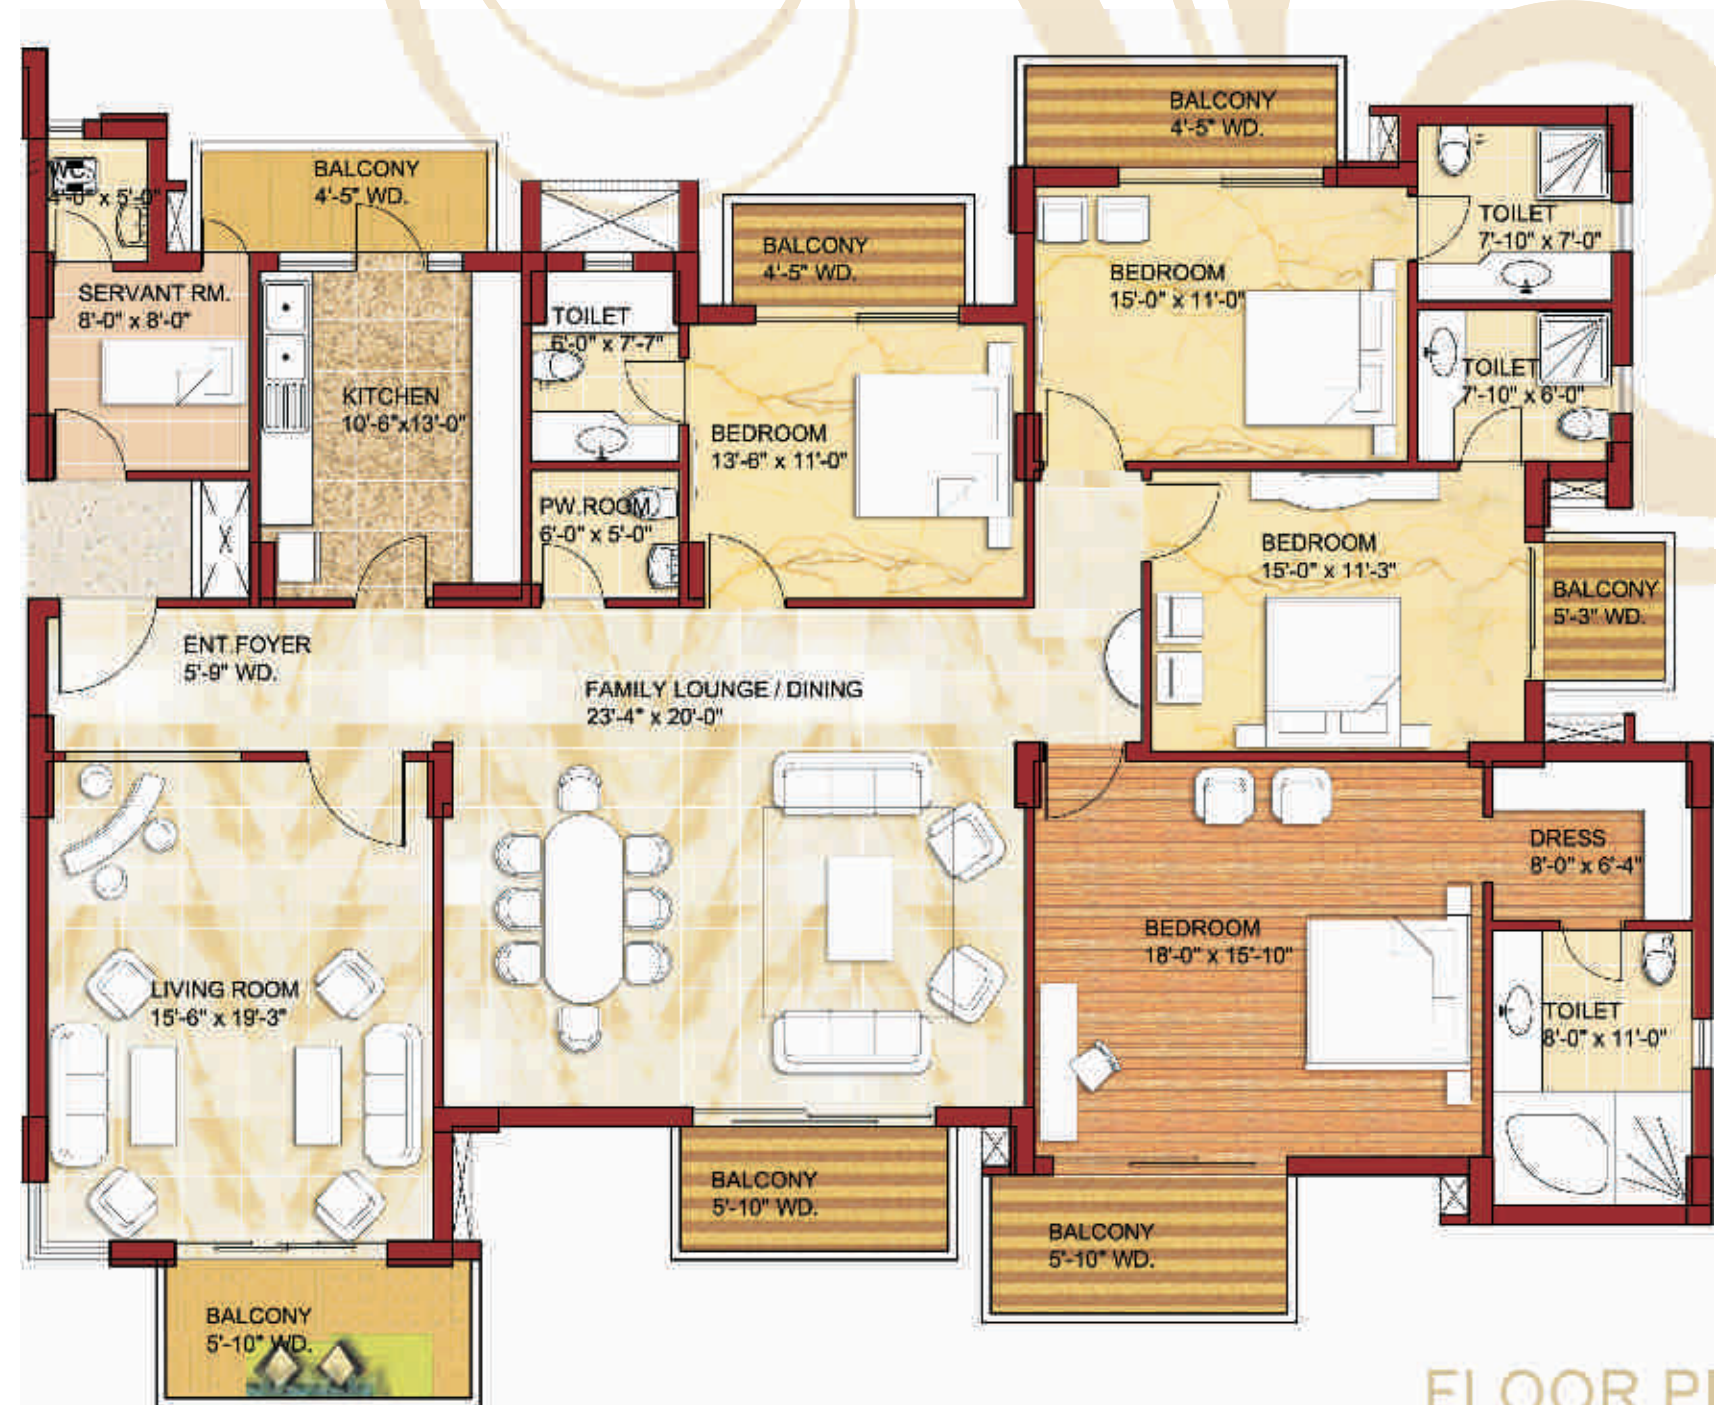 BALCONY
4'-5" WD.
BALCONY
4'-5" WD.
WC
4'-0" x 5'-0"
TOILET
7'-10" x 7'-0"
BALCONY
4'-5" WD.
BEDROOM
15'-0" x 11'-0"
SERVANT RM.
8'-0" x 8'-0"
TOILET
6'-0" x 7'-7"
TOILET
7'-10" x 6'-0"
KITCHEN
10'-6"x13'-0"
BEDROOM
13'-6" x 11'-0"
PW.ROOM
6'-0" x 5'-0"
BEDROOM
15'-0" x 11'-3"
BALCONY
5'-3" WD.
ENT.FOYER
5'-9" WD.
FAMILY LOUNGE / DINING
23'-4" x 20'-0"
DRESS
8'-0" x 6'-4"
BEDROOM
18'-0" x 15'-10"
LIVING ROOM
15'-6" x 19'-3"
TOILET
8'-0" x 11'-0"
BALCONY
5'-10" WD.
BALCONY
5'-10" WD.
BALCONY
5'-10" WD.
FLOOR